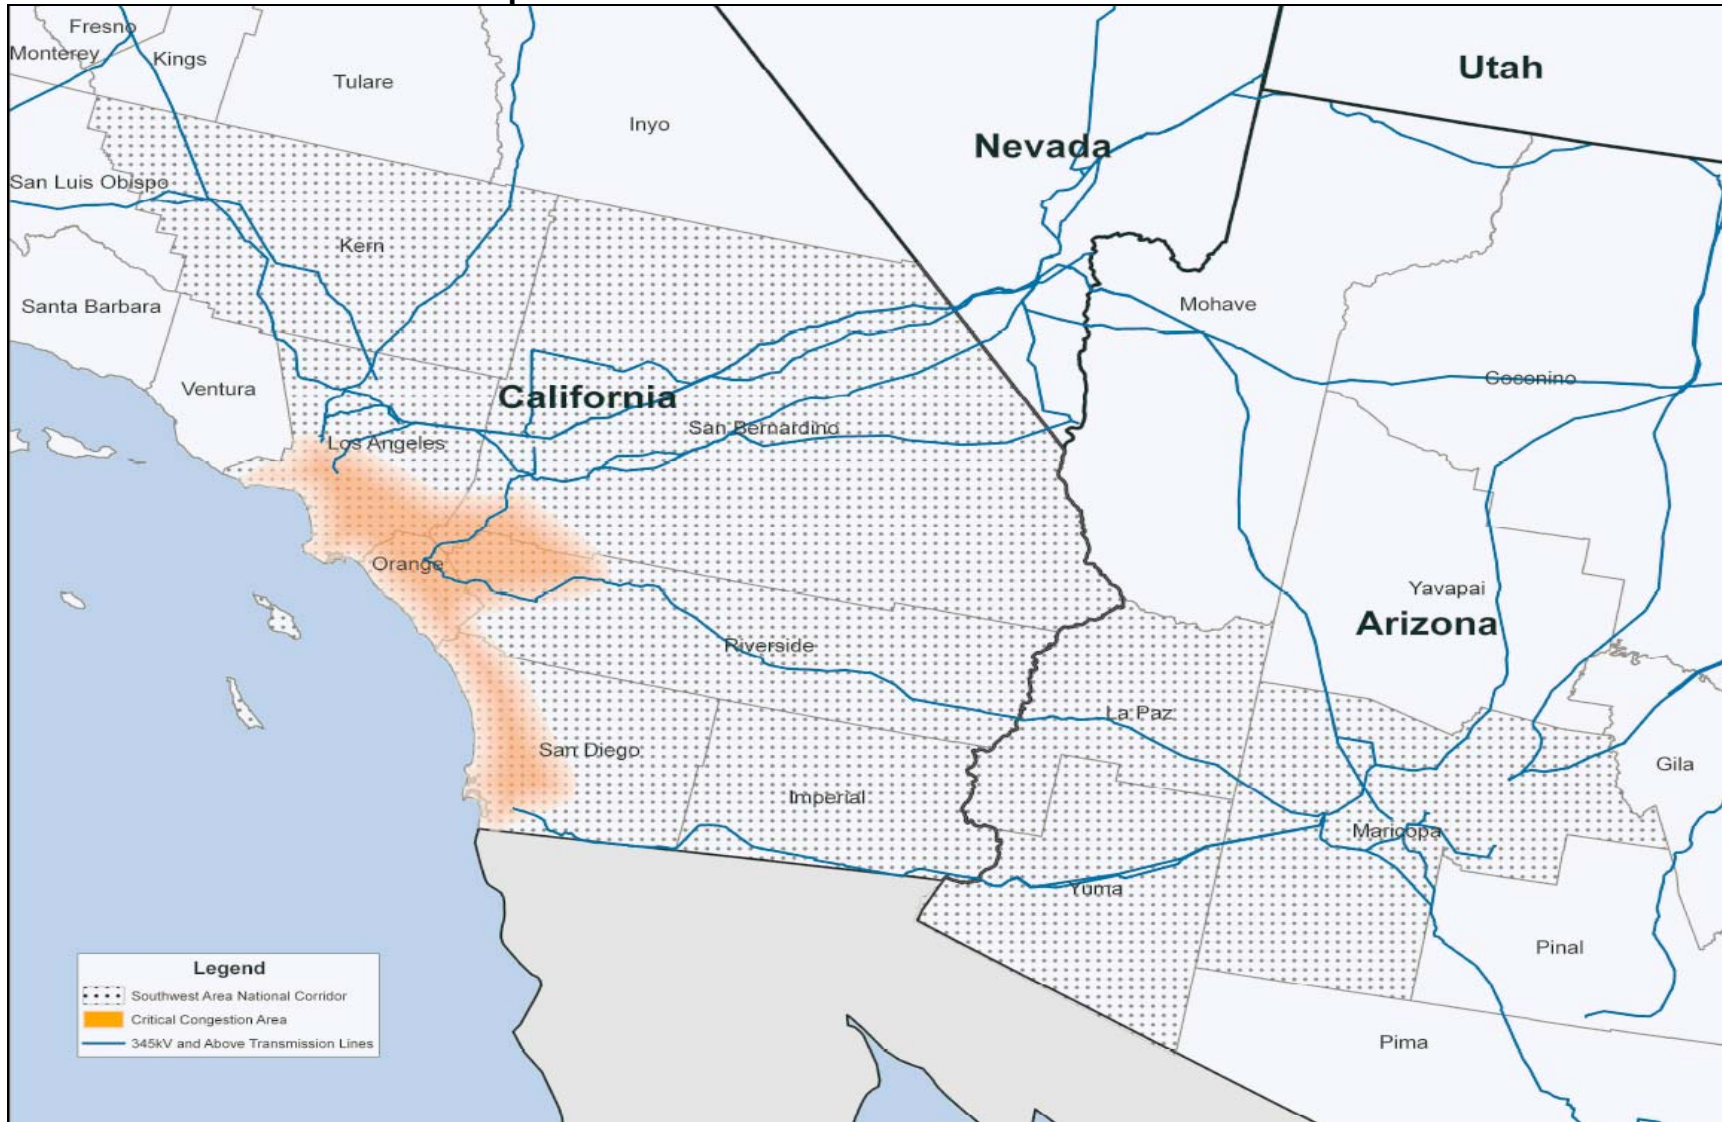 Fresno
Monterey
Kings
Tulare
Inyo
Utah
Nevada
San Luis Obispo
Kern
Santa Barbara
Mohave
Ventura
California
Coconino
San Bernardino
Los Angeles
Orange
Yavapai
Arizona
Riverside
La Paz
San Diego
Gila
Imperial
Maricopa
Yuma
Pinal
Pima
Legend
Southwest Area National Corridor
Critical Congestion Area
345kV and Above Transmission Lines